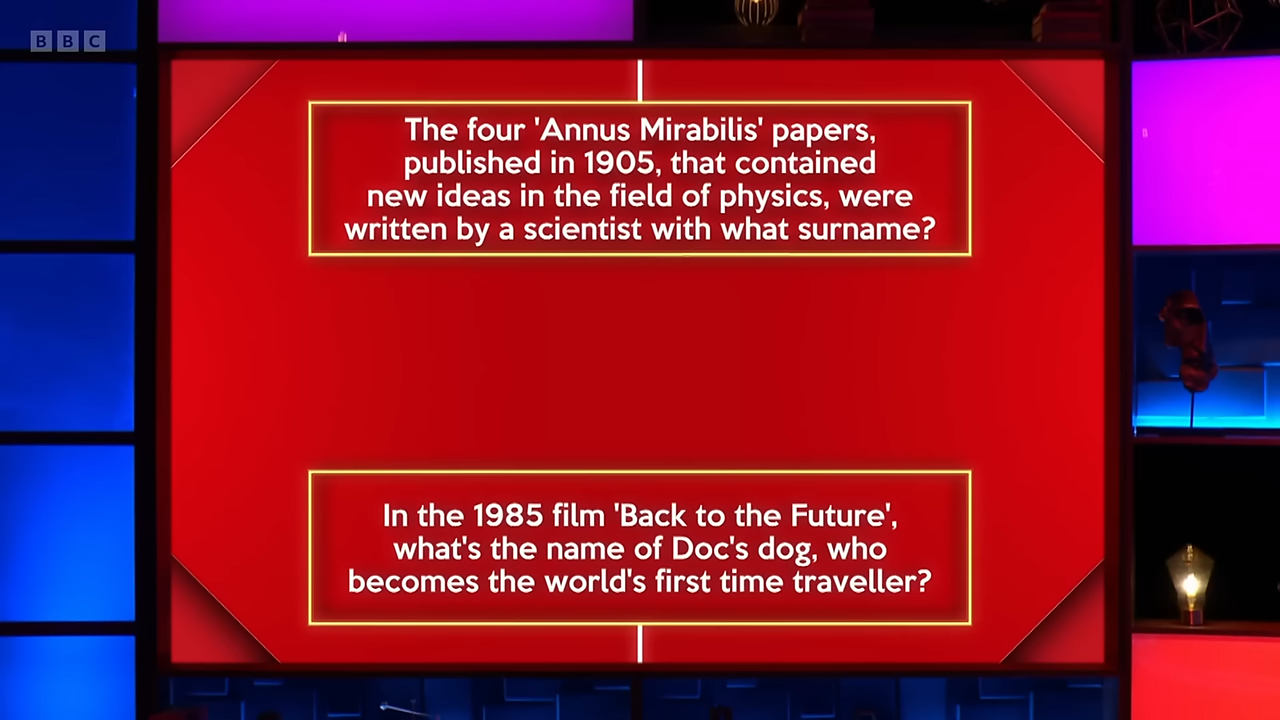 BBC
The four 'Annus Mirabilis' papers,
published in 1905, that contained
new ideas in the field of physics, were
written by a scientist with what surname?
In the 1985 film 'Back to the Future',
what's the name of Doc's dog, who
becomes the world's first time traveller?